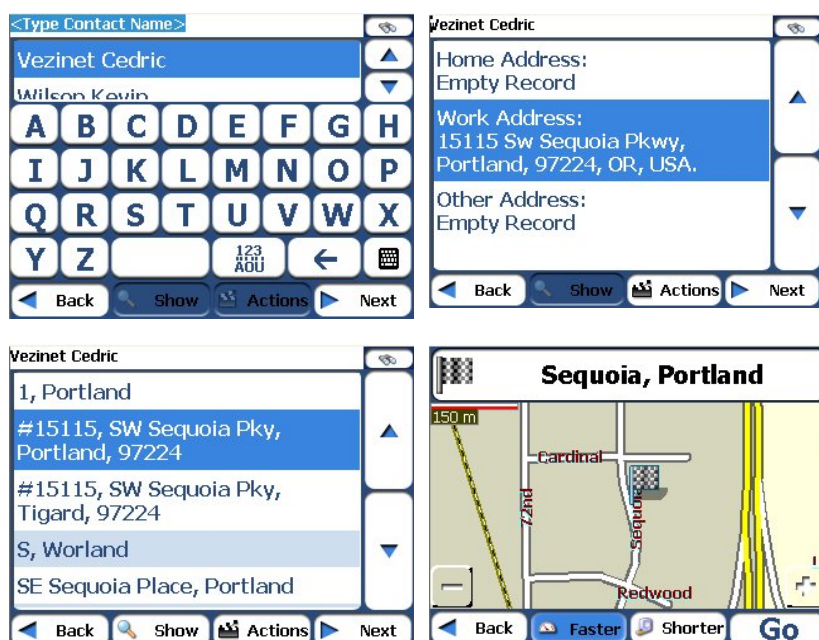 <Type Contact Name>
Vezinet Cedric
Wilson Kevin
A B C D E F G H
I J K L M N O P
Q R S T U V W X
Y Z 123
ÄÖÜ
Back Show Actions Next
Vezinet Cedric
Home Address:
Empty Record
Work Address:
15115 Sw Sequoia Pkwy,
Portland, 97224, OR, USA.
Other Address:
Empty Record
Back Show Actions Next
Vezinet Cedric
1, Portland
#15115, SW Sequoia Pky,
Portland, 97224
#15115, SW Sequoia Pky,
Tigard, 97224
S, Worland
SE Sequoia Place, Portland
Back Show Actions Next
Sequoia, Portland
150 m
Cardinal
72nd
Sequoia
Redwood
Back Faster Shorter Go